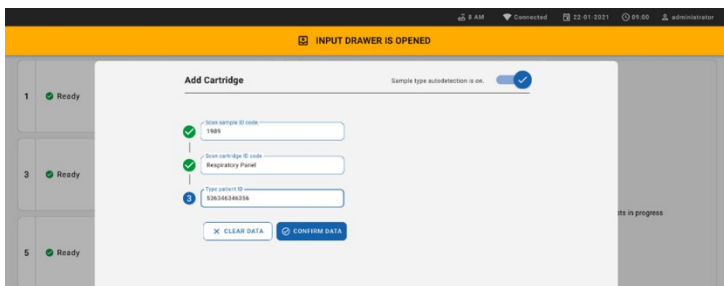 8 AM Connected 22-01-2021 09:00 administrator
INPUT DRAWER IS OPENED
Add Cartridge
Sample type autodetection is on.
1 Ready
Scan sample ID code
1989
Scan cartridge ID code
Respiratory Panel
3 Ready
3
Type patient ID
536346346356
sts in progress
CLEAR DATA
CONFIRM DATA
5 Ready